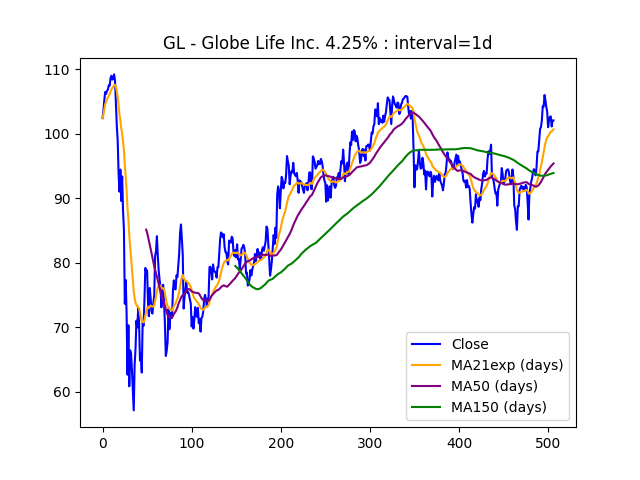 GL - Globe Life Inc. 4.25% : interval=1d
110
100
90
80
70
60
0
100
200
300
400
500
Close
MA21exp (days)
MA50 (days)
MA150 (days)